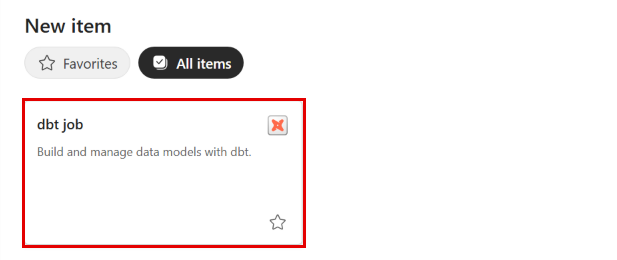 New item
Favorites
All items
dbt job
Build and manage data models with dbt.